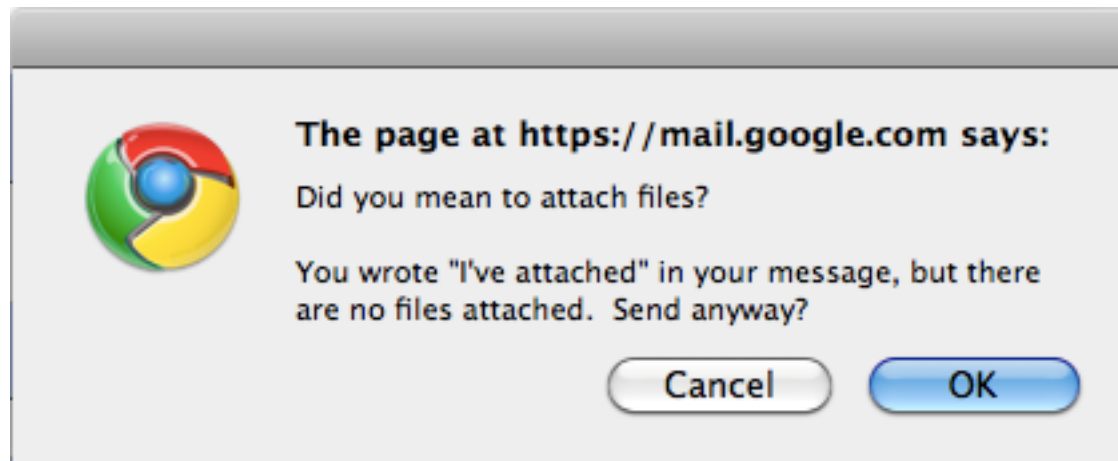 The page at https://mail.google.com says:
Did you mean to attach files?
You wrote "I've attached" in your message, but there
are no files attached.  Send anyway?
Cancel
OK